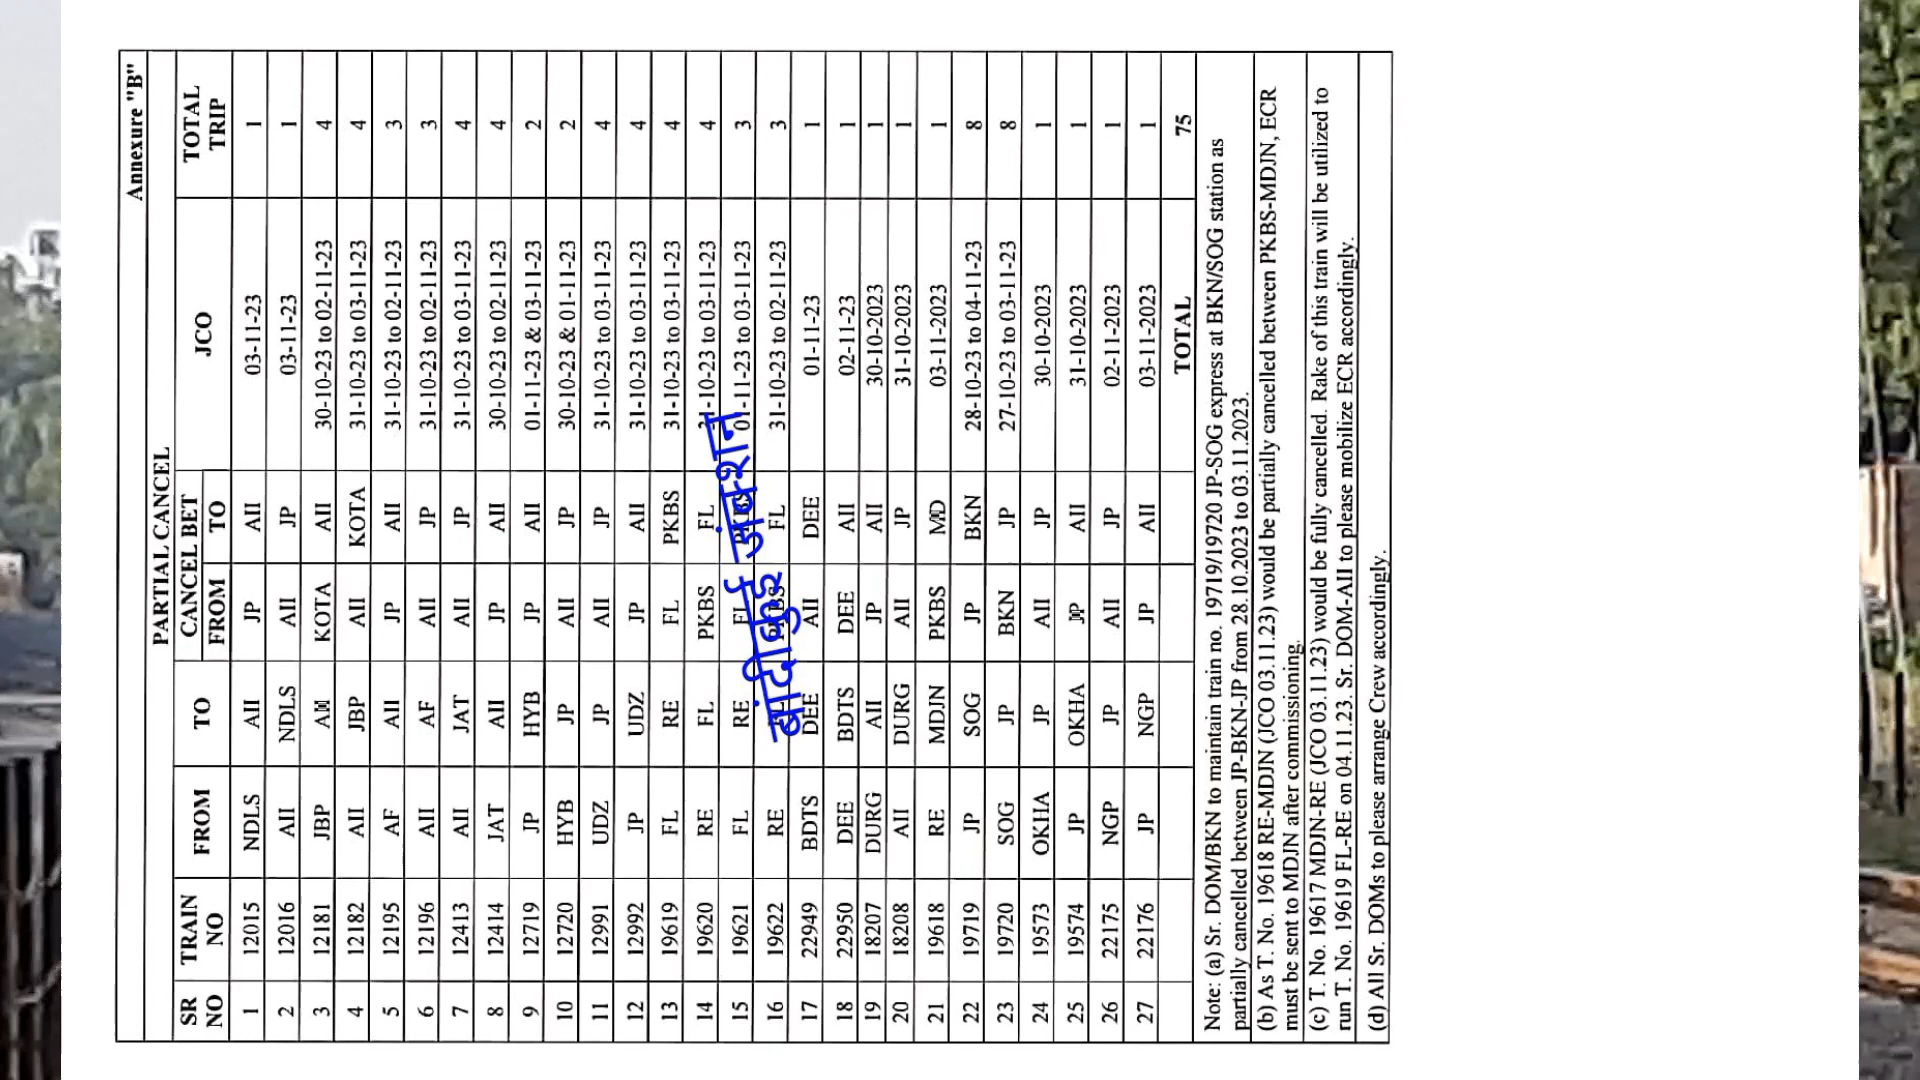 Annexure "B"
PARTIAL CANCEL
SR NO TRAIN NO FROM TO CANCEL BET FROM TO JCO TOTAL TRIP
1 12015 NDLS AII JP AII 03-11-23 1
2 12016 AII NDLS AII JP 03-11-23 1
3 12181 JBP AII KOTA AII 30-10-23 to 02-11-23 4
4 12182 AII JBP AII KOTA 31-10-23 to 03-11-23 4
5 12195 AF AII JP AII 31-10-23 to 02-11-23 3
6 12196 AII AF AII JP 31-10-23 to 02-11-23 3
7 12413 AII JAT AII JP 31-10-23 to 03-11-23 4
8 12414 JAT AII JP AII 30-10-23 to 02-11-23 4
9 12719 JP HYB JP AII 01-11-23 & 03-11-23 2
10 12720 HYB JP AII JP 30-10-23 & 01-11-23 2
11 12991 UDZ JP AII JP 31-10-23 to 03-11-23 4
12 12992 JP UDZ JP AII 31-10-23 to 03-11-23 4
13 19619 FL RE FL PKBS 31-10-23 to 03-11-23 4
14 19620 RE FL PKBS FL 31-10-23 to 03-11-23 4
15 19621 FL RE FL PKBS 01-11-23 to 03-11-23 3
16 19622 RE PKBS FL 31-10-23 to 02-11-23 3
17 22949 BDTS DEE AII DEE 01-11-23 1
18 22950 DEE BDTS DEE AII 02-11-23 1
19 18207 DURG AII JP AII 30-10-2023 1
20 18208 AII DURG AII JP 31-10-2023 1
21 19618 RE MDJN PKBS MD 03-11-2023 1
22 19719 JP SOG JP BKN 28-10-23 to 04-11-23 8
23 19720 SOG JP BKN JP 27-10-23 to 03-11-23 8
24 19573 OKHA JP AII JP 30-10-2023 1
25 19574 JP OKHA JP AII 31-10-2023 1
26 22175 NGP JP AII JP 02-11-2023 1
27 22176 JP NGP JP AII 03-11-2023 1
TOTAL 75
बांदीकुई जंक्शन
Note: (a) Sr. DOM/BKN to maintain train no. 19719/19720 JP-SOG express at BKN/SOG station as
partially cancelled between JP-BKN-JP from 28.10.2023 to 03.11.2023.
(b) As T. No. 19618 RE-MDJN (JCO 03.11.23) would be partially cancelled between PKBS-MDJN, ECR
must be sent to MDJN after commissioning.
(c) T. No. 19617 MDJN-RE (JCO 03.11.23) would be fully cancelled. Rake of this train will be utilized to
run T. No. 19619 FL-RE on 04.11.23. Sr. DOM-AII to please mobilize ECR accordingly.
(d) All Sr. DOMs to please arrange Crew accordingly.